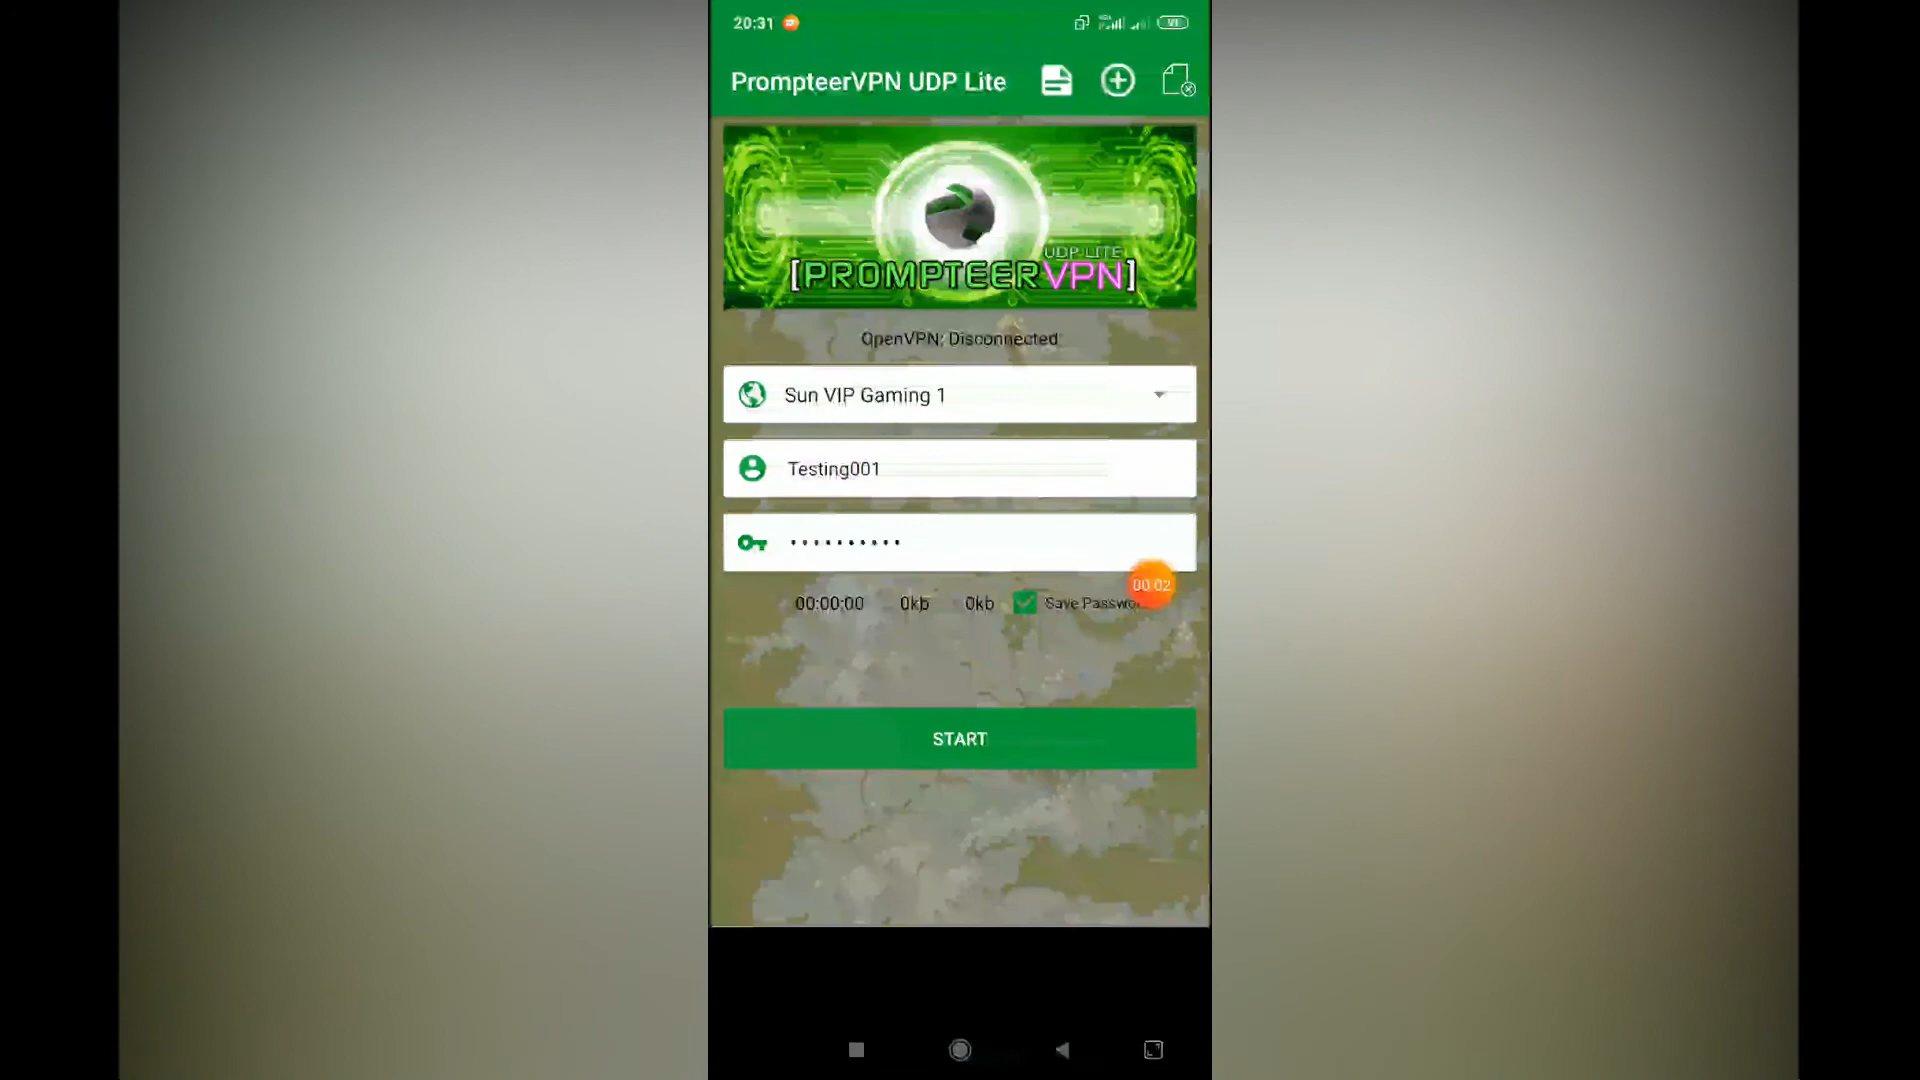 20:31
PrompteerVPN UDP Lite
UDP LITE
[PROMPTEERVPN]
OpenVPN: Disconnected
Sun VIP Gaming 1
Testing001
••••••••••
00:02
00:00:00 0kb 0kb Save
START